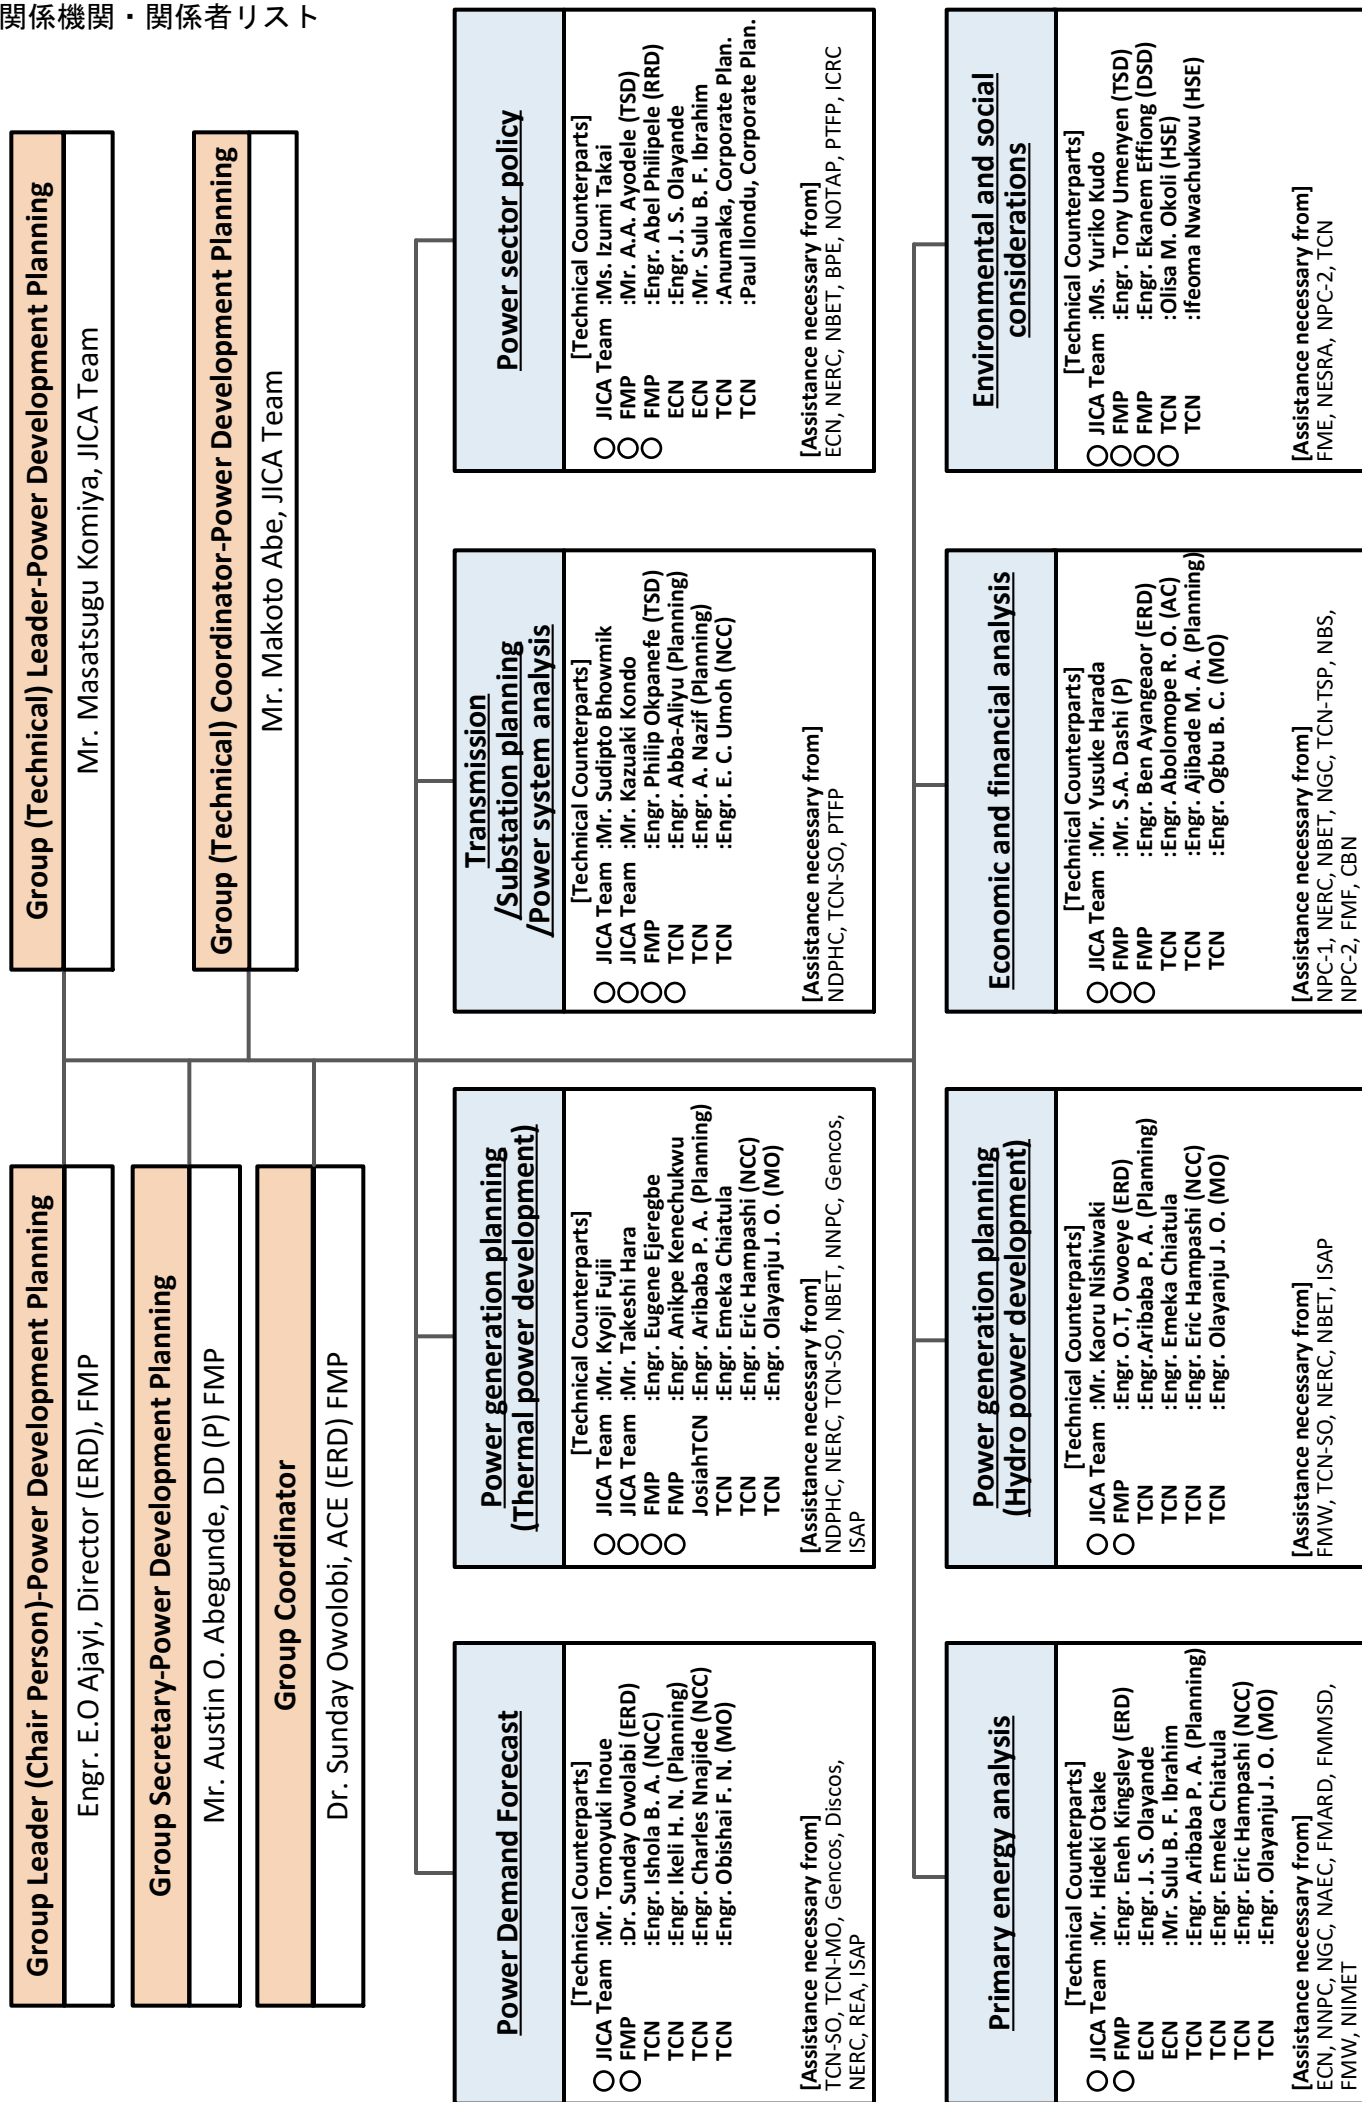 関係機関・関係者リスト
Group Leader (Chair Person)-Power Development Planning
Engr. E.O Ajayi, Director (ERD), FMP
Group Secretary-Power Development Planning
Mr. Austin O. Abegunde, DD (P) FMP
Group Coordinator
Dr. Sunday Owolobi, ACE (ERD) FMP
Group (Technical) Leader-Power Development Planning
Mr. Masatsugu Komiya, JICA Team
Group (Technical) Coordinator-Power Development Planning
Mr. Makoto Abe, JICA Team
Power Demand Forecast
[Technical Counterparts]
○ JICA Team :Mr. Tomoyuki Inoue
○ FMP :Dr. Sunday Owolabi (ERD)
TCN :Engr. Ishola B. A. (NCC)
TCN :Engr. Ikeli H. N. (Planning)
TCN :Engr. Charles Nnajide (NCC)
TCN :Engr. Obishai F. N. (MO)
[Assistance necessary from]
TCN-SO, TCN-MO, Gencos, Discos,
NERC, REA, ISAP
Power generation planning
(Thermal power development)
[Technical Counterparts]
○ JICA Team :Mr. Kyoji Fujii
○ JICA Team :Mr. Takeshi Hara
○ FMP :Engr. Eugene Ejeregbe
○ FMP :Engr. Anikpe Kenechukwu
JosiahTCN :Engr. Aribaba P. A. (Planning)
TCN :Engr. Emeka Chiatula
TCN :Engr. Eric Hampashi (NCC)
TCN :Engr. Olayanju J. O. (MO)
[Assistance necessary from]
NDPHC, NERC, TCN-SO, NBET, NNPC, Gencos,
ISAP
Transmission
/Substation planning
/Power system analysis
[Technical Counterparts]
○ JICA Team :Mr. Sudipto Bhowmik
○ JICA Team :Mr. Kazuaki Kondo
○ FMP :Engr. Philip Okpanefe (TSD)
○ TCN :Engr. Abba-Aliyu (Planning)
TCN :Engr. A. Nazif (Planning)
TCN :Engr. E. C. Umoh (NCC)
[Assistance necessary from]
NDPHC, TCN-SO, PTFP
Power sector policy
[Technical Counterparts]
○ JICA Team :Ms. Izumi Takai
○ FMP :Mr. A.A. Ayodele (TSD)
○ FMP :Engr. Abel Philipele (RRD)
ECN :Engr. J. S. Olayande
ECN :Mr. Sulu B. F. Ibrahim
TCN :Anumaka, Corporate Plan.
TCN :Paul Ilondu, Corporate Plan.
[Assistance necessary from]
ECN, NERC, NBET, BPE, NOTAP, PTFP, ICRC
Primary energy analysis
[Technical Counterparts]
○ JICA Team :Mr. Hideki Otake
○ FMP :Engr. Eneh Kingsley (ERD)
ECN :Engr. J. S. Olayande
ECN :Mr. Sulu B. F. Ibrahim
TCN :Engr. Aribaba P. A. (Planning)
TCN :Engr. Emeka Chiatula
TCN :Engr. Eric Hampashi (NCC)
TCN :Engr. Olayanju J. O. (MO)
[Assistance necessary from]
ECN, NNPC, NGC, NAEC, FMARD, FMMSD,
FMW, NIMET
Power generation planning
(Hydro power development)
[Technical Counterparts]
○ JICA Team :Mr. Kaoru Nishiwaki
○ FMP :Engr. O.T, Owoeye (ERD)
TCN :Engr.Aribaba P. A. (Planning)
TCN :Engr. Emeka Chiatula
TCN :Engr. Eric Hampashi (NCC)
TCN :Engr. Olayanju J. O. (MO)
[Assistance necessary from]
FMW, TCN-SO, NERC, NBET, ISAP
Economic and financial analysis
[Technical Counterparts]
○ JICA Team :Mr. Yusuke Harada
○ FMP :Mr. S.A. Dashi (P)
○ FMP :Engr. Ben Ayangeaor (ERD)
TCN :Engr. Abolomope R. O. (AC)
TCN :Engr. Ajibade M. A. (Planning)
TCN :Engr. Ogbu B. C. (MO)
[Assistance necessary from]
NPC-1, NERC, NBET, NGC, TCN-TSP, NBS,
NPC-2, FMF, CBN
Environmental and social
considerations
[Technical Counterparts]
○ JICA Team :Ms. Yuriko Kudo
○ FMP :Engr. Tony Umenyen (TSD)
○ FMP :Engr. Ekanem Effiong (DSD)
○ TCN :Olisa M. Okoli (HSE)
TCN :Ifeoma Nwachukwu (HSE)
[Assistance necessary from]
FME, NESRA, NPC-2, TCN